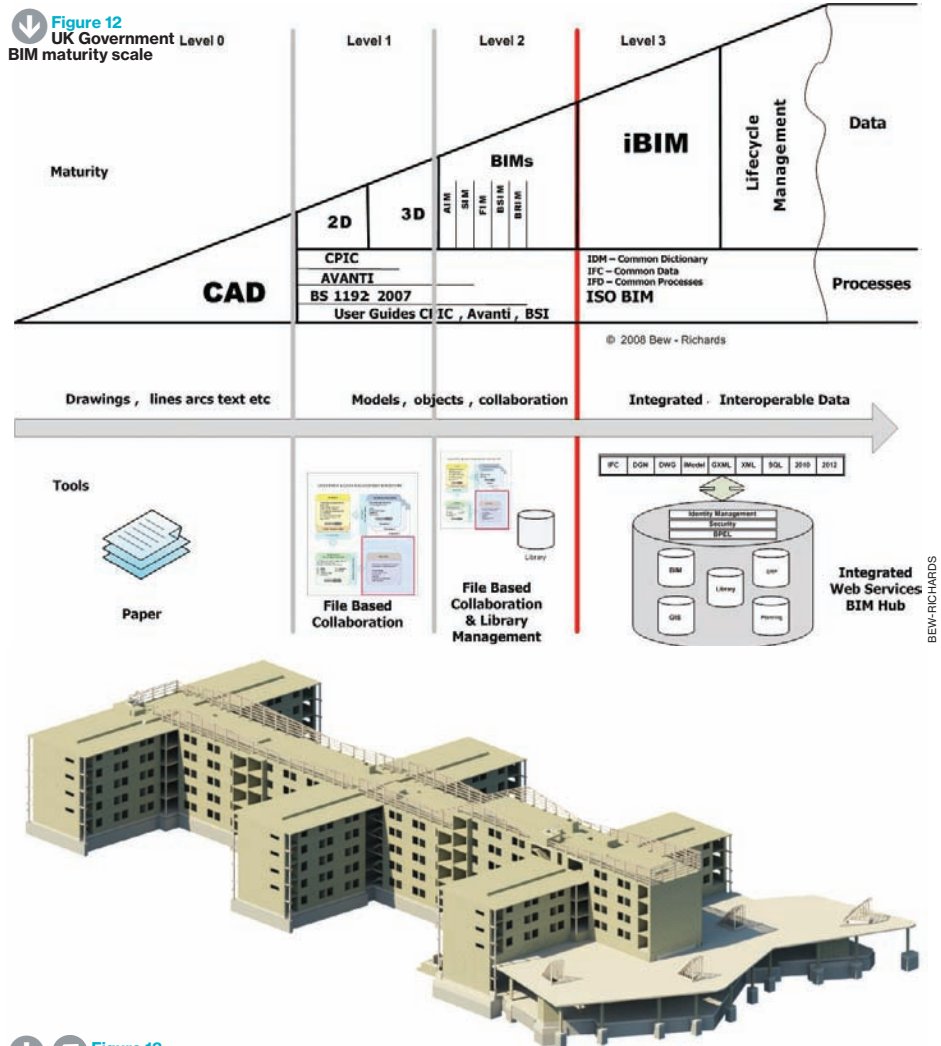 Figure 12
UK Government
BIM maturity scale
Level 0
Level 1
Level 2
Level 3
Maturity
CAD
2D
3D
BIMs
AIM
SIM
FIM
BSIM
BRIM
iBIM
Lifecycle
Management
Data
CPIC
AVANTI
BS 1192 2007
User Guides CPIC , Avanti , BSI
IDM – Common Dictionary
IFC – Common Data
IFD – Common Processes
ISO BIM
Processes
© 2008 Bew - Richards
Drawings , lines arcs text etc
Models , objects , collaboration
Integrated . Interoperable Data
Tools
Paper
File Based
Collaboration
Library
File Based
Collaboration
& Library
Management
IFC DGN DWG iModel GXML XML SQL 2010 2012
Identity Management
Security
BPEL
BIM
ERP
Library
GIS
Planning
Integrated
Web Services
BIM Hub
BEW-RICHARDS